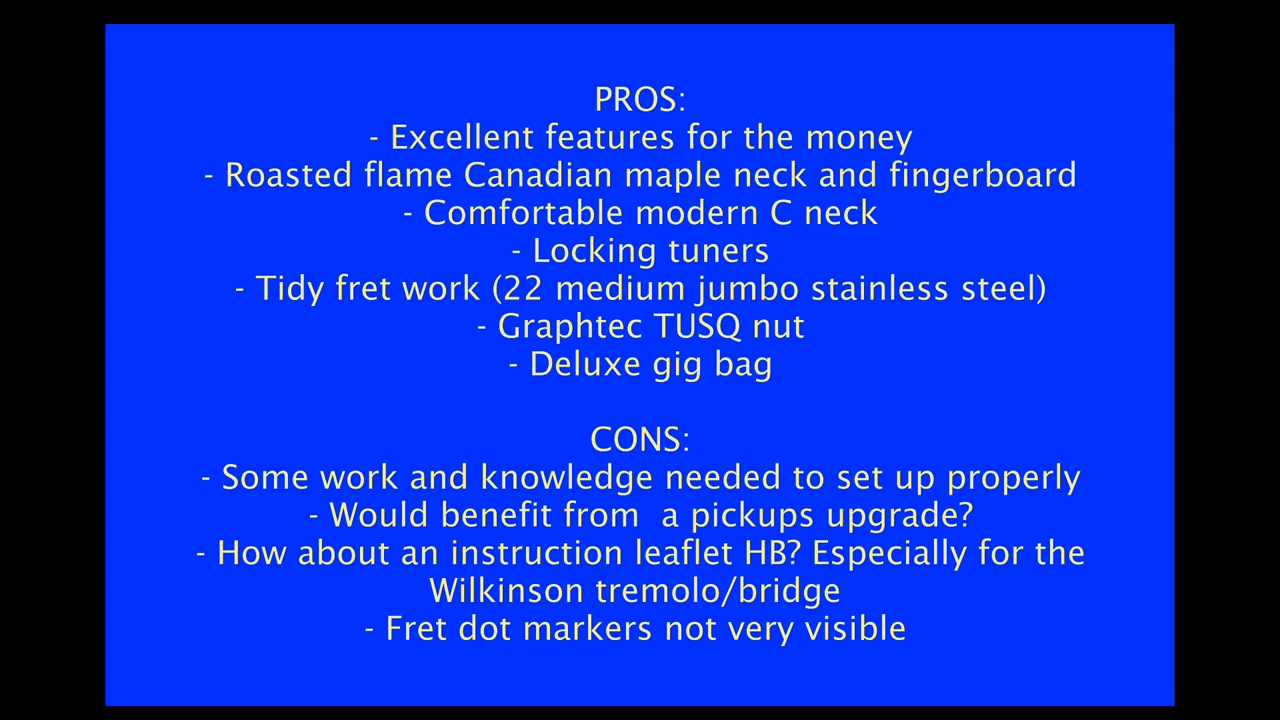 PROS:
- Excellent features for the money
- Roasted flame Canadian maple neck and fingerboard
- Comfortable modern C neck
- Locking tuners
- Tidy fret work (22 medium jumbo stainless steel)
- Graphtec TUSQ nut
- Deluxe gig bag
CONS:
- Some work and knowledge needed to set up properly
- Would benefit from  a pickups upgrade?
- How about an instruction leaflet HB? Especially for the
Wilkinson tremolo/bridge
- Fret dot markers not very visible